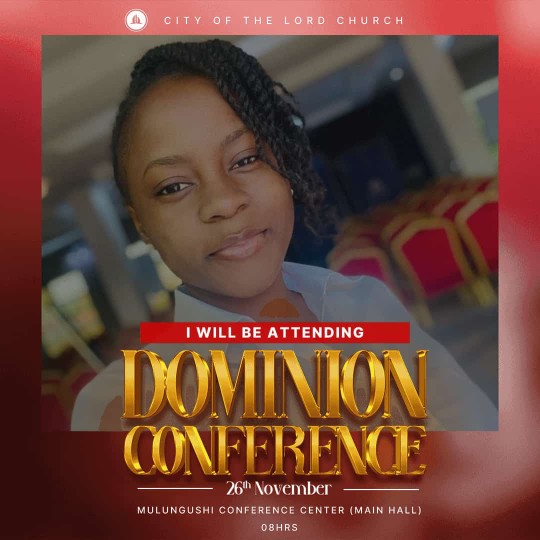 CITY OF THE LORD CHURCH
I WILL BE ATTENDING
DOMINION
CONFERENCE
26th November
MULUNGUSHI CONFERENCE CENTER (MAIN HALL)
08HRS